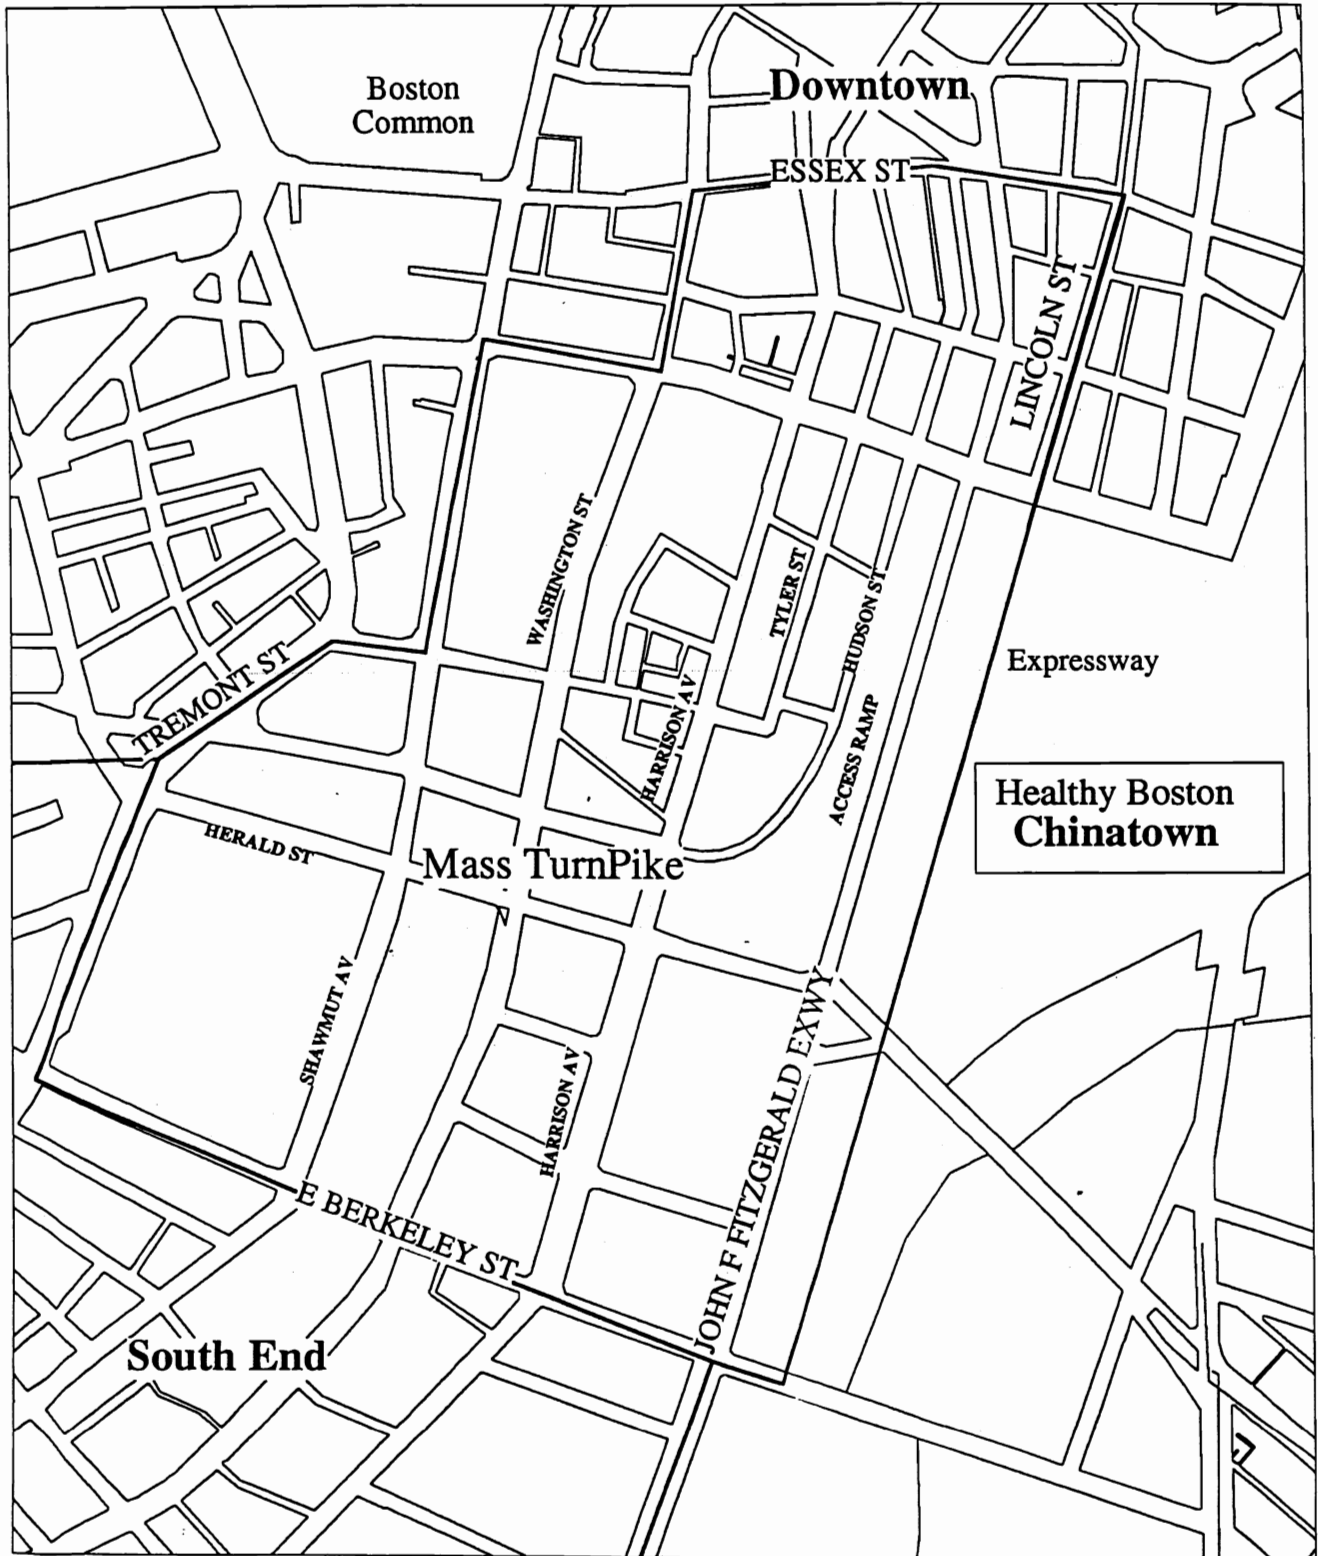 Boston
Common
Downtown
ESSEX ST
LINCOLN ST
WASHINGTON ST
TYLER ST
HUDSON ST
TREMONT ST
Expressway
HARRISON AV
ACCESS RAMP
Healthy Boston
Chinatown
HERALD ST
Mass TurnPike
SHAWMUT AV
HARRISON AV
JOHN F FITZGERALD EXWY
E BERKELEY ST
South End